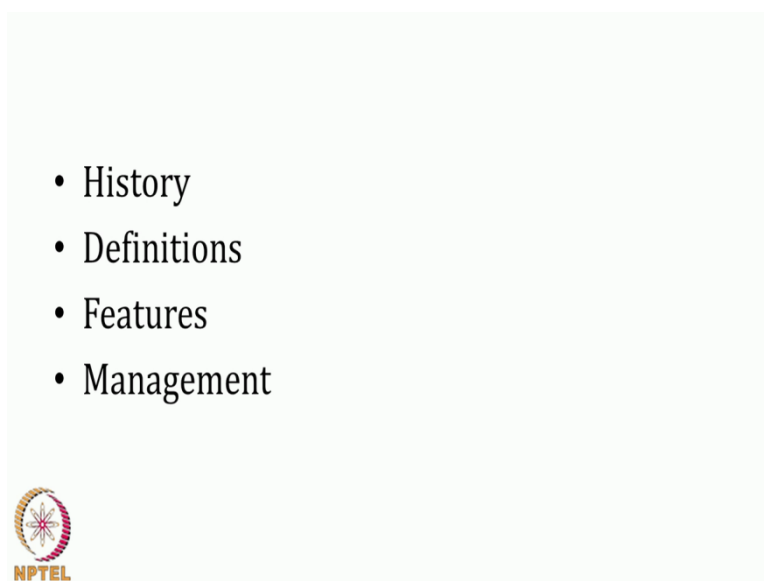 • History
• Definitions
• Features
• Management
NPTEL